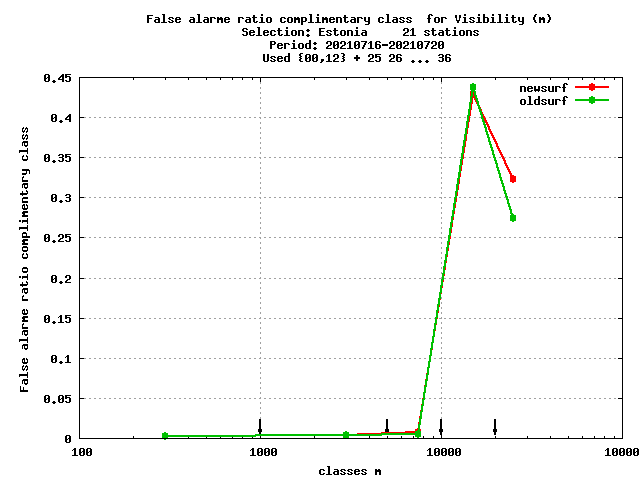 False alarme ratio complimentary class  for Visibility (m)
Selection: Estonia     21 stations
Period: 20210716-20210720
Used {00,12} + 25 26 ... 36
newsurf
oldsurf
False alarme ratio complimentary class
0.45
0.4
0.35
0.3
0.25
0.2
0.15
0.1
0.05
0
100 1000 10000 10000
classes m